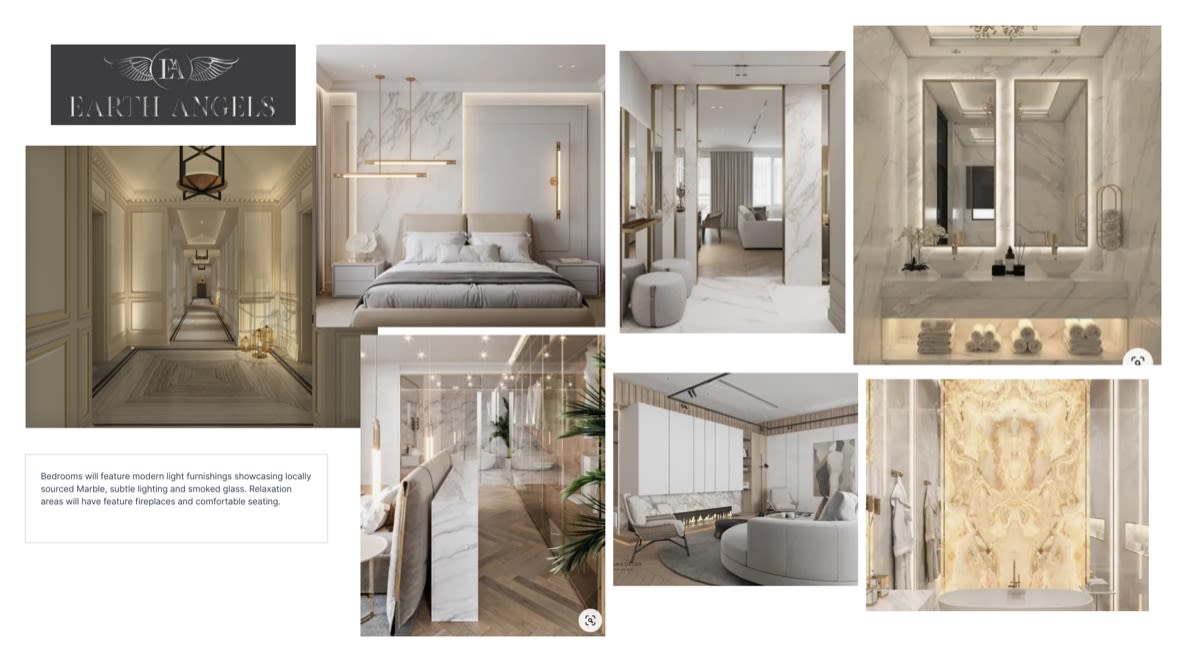 EA
EARTH ANGELS
Bedrooms will feature modern light furnishings showcasing locally
sourced Marble, subtle lighting and smoked glass. Relaxation
areas will have feature fireplaces and comfortable seating.